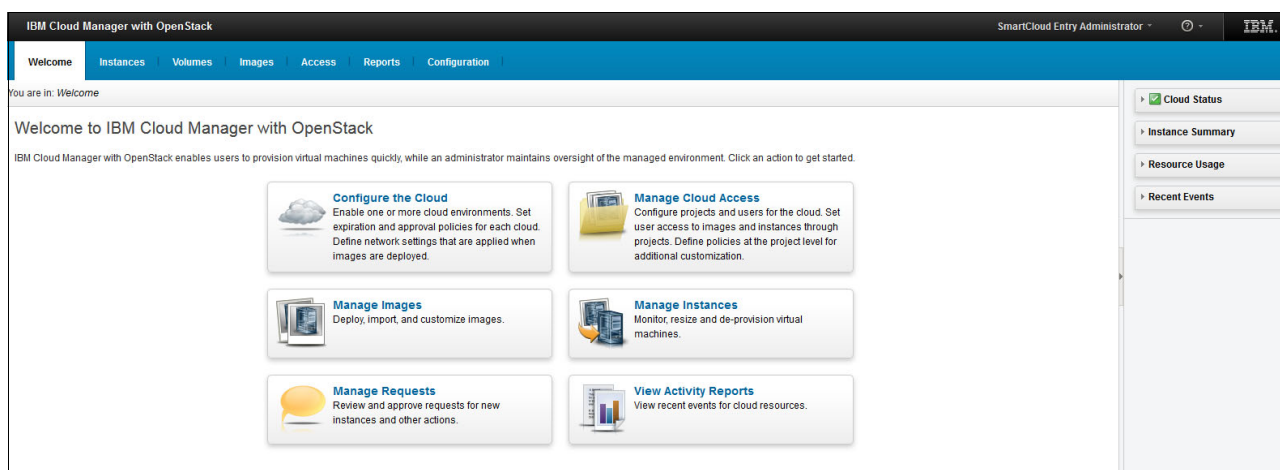 IBM Cloud Manager with OpenStack
SmartCloud Entry Administrator
IBM.
Welcome
Instances
Volumes
Images
Access
Reports
Configuration
You are in: Welcome
Welcome to IBM Cloud Manager with OpenStack
IBM Cloud Manager with OpenStack enables users to provision virtual machines quickly, while an administrator maintains oversight of the managed environment. Click an action to get started.
Configure the Cloud
Enable one or more cloud environments. Set
expiration and approval policies for each cloud.
Define network settings that are applied when
images are deployed.
Manage Cloud Access
Configure projects and users for the cloud. Set
user access to images and instances through
projects. Define policies at the project level for
additional customization.
Manage Images
Deploy, import, and customize images.
Manage Instances
Monitor, resize and de-provision virtual
machines.
Manage Requests
Review and approve requests for new
instances and other actions.
View Activity Reports
View recent events for cloud resources.
Cloud Status
Instance Summary
Resource Usage
Recent Events